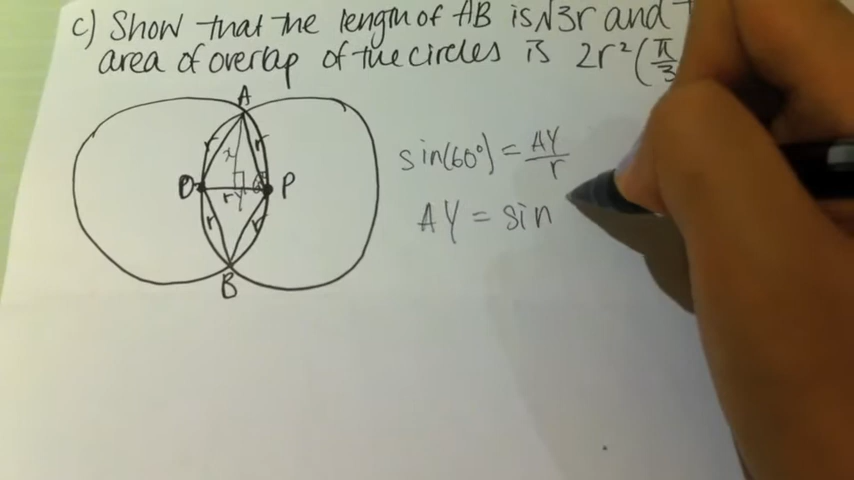 c) Show that the length of AB is √3r and
area of overlap of the circles is 2r²(π/3
A
r r
x
O P
r Y
r r
B
sin(60°) = AY/r
AY = sin